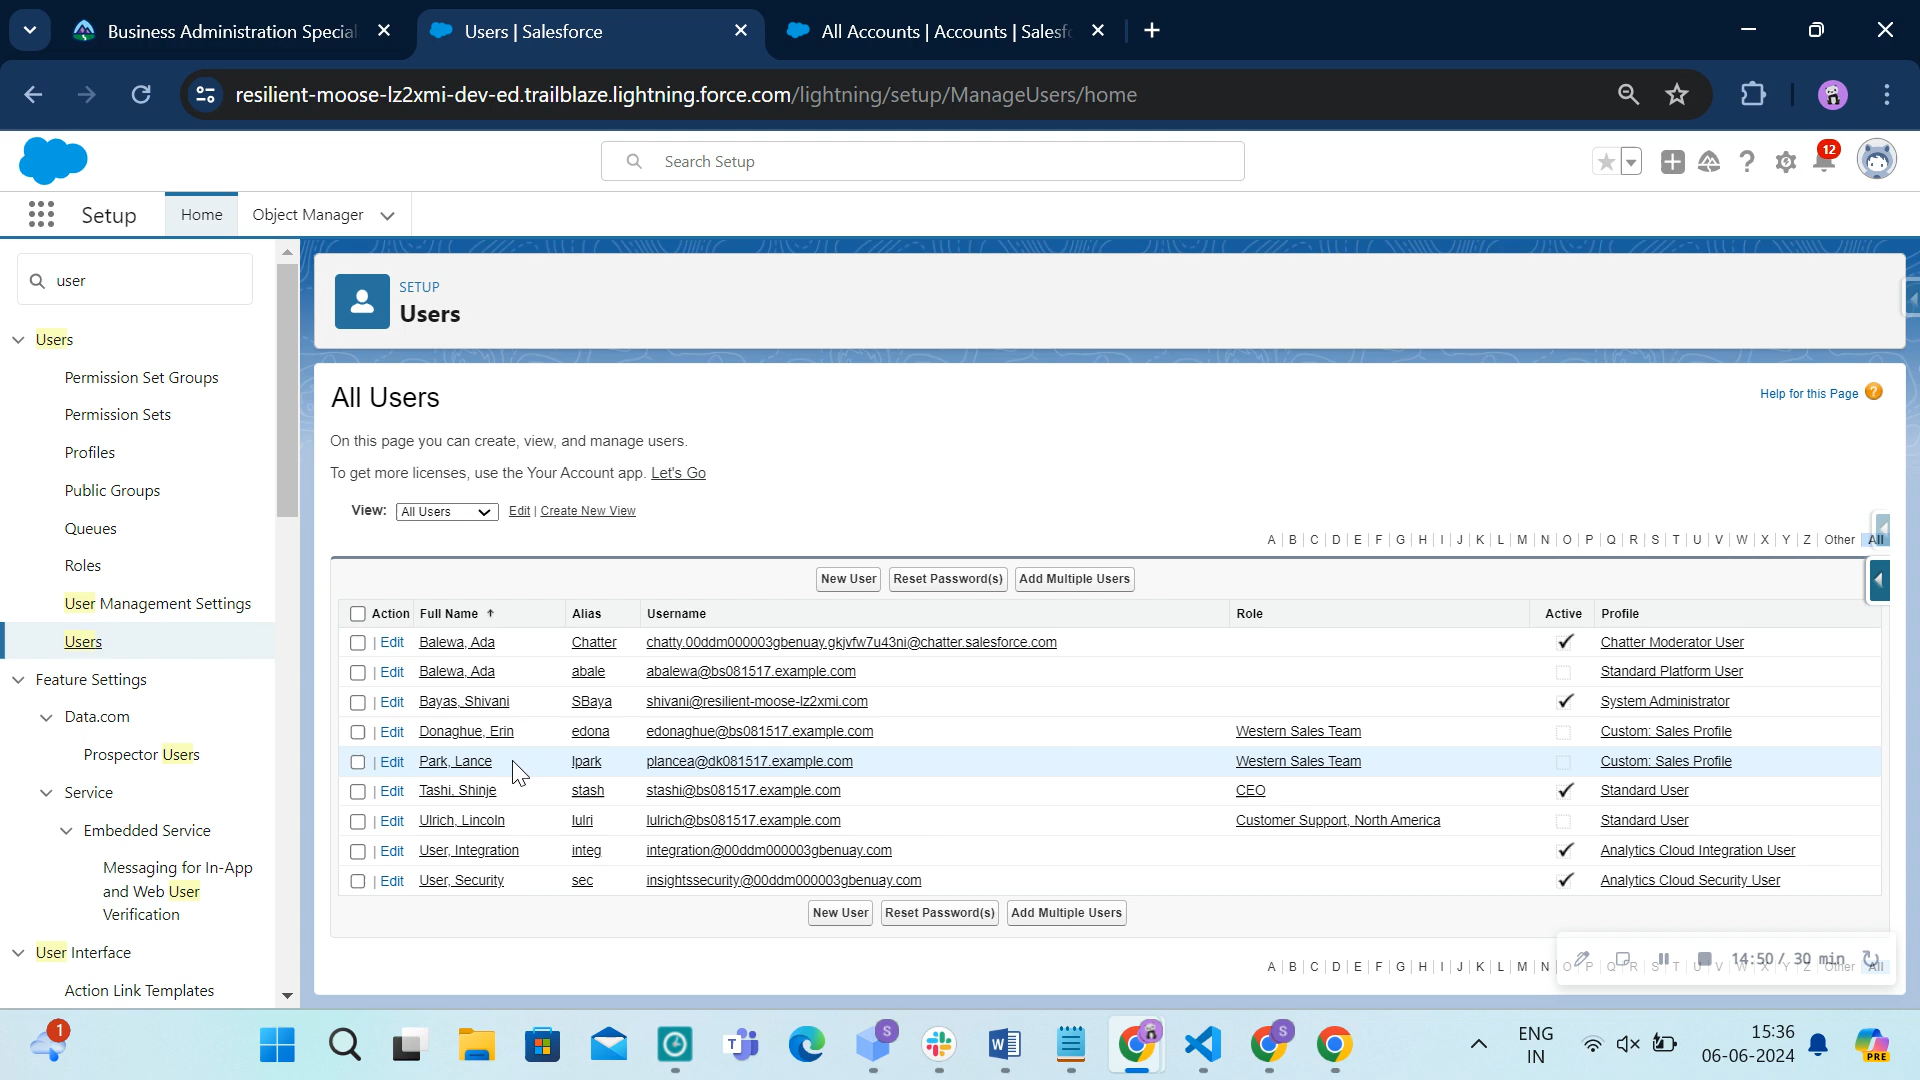 Business Administration Special
Users | Salesforce
All Accounts | Accounts | Salesf
resilient-moose-lz2xmi-dev-ed.trailblaze.lightning.force.com/lightning/setup/ManageUsers/home
Search Setup
12
Setup
Home
Object Manager
user
Users
Permission Set Groups
Permission Sets
Profiles
Public Groups
Queues
Roles
User Management Settings
Users
Feature Settings
Data.com
Prospector Users
Service
Embedded Service
Messaging for In-App
and Web User
Verification
User Interface
Action Link Templates
SETUP
Users
All Users
Help for this Page ?
On this page you can create, view, and manage users.
To get more licenses, use the Your Account app. Let's Go
View: All Users Edit | Create New View
A | B | C | D | E | F | G | H | I | J | K | L | M | N | O | P | Q | R | S | T | U | V | W | X | Y | Z | Other | All
New User Reset Password(s) Add Multiple Users
Action Full Name Alias Username Role Active Profile
| Edit Balewa, Ada Chatter chatty.00ddm000003gbenuay.gkjvfw7u43ni@chatter.salesforce.com Chatter Moderator User
| Edit Balewa, Ada abale abalewa@bs081517.example.com Standard Platform User
| Edit Bayas, Shivani SBaya shivani@resilient-moose-lz2xmi.com System Administrator
| Edit Donaghue, Erin edona edonaghue@bs081517.example.com Western Sales Team Custom: Sales Profile
| Edit Park, Lance lpark plancea@dk081517.example.com Western Sales Team Custom: Sales Profile
| Edit Tashi, Shinje stash stashi@bs081517.example.com CEO Standard User
| Edit Ulrich, Lincoln lulri lulrich@bs081517.example.com Customer Support, North America Standard User
| Edit User, Integration integ integration@00ddm000003gbenuay.com Analytics Cloud Integration User
| Edit User, Security sec insightssecurity@00ddm000003gbenuay.com Analytics Cloud Security User
New User Reset Password(s) Add Multiple Users
A | B | C | D | E | F | G | H | I | J | K | L | M | N | O | P | Q | R | S | T | U | V | W | X | Y | Z | Other | All
14:50 / 30 min
1
S
S
ENG
IN
15:36
06-06-2024
PRE